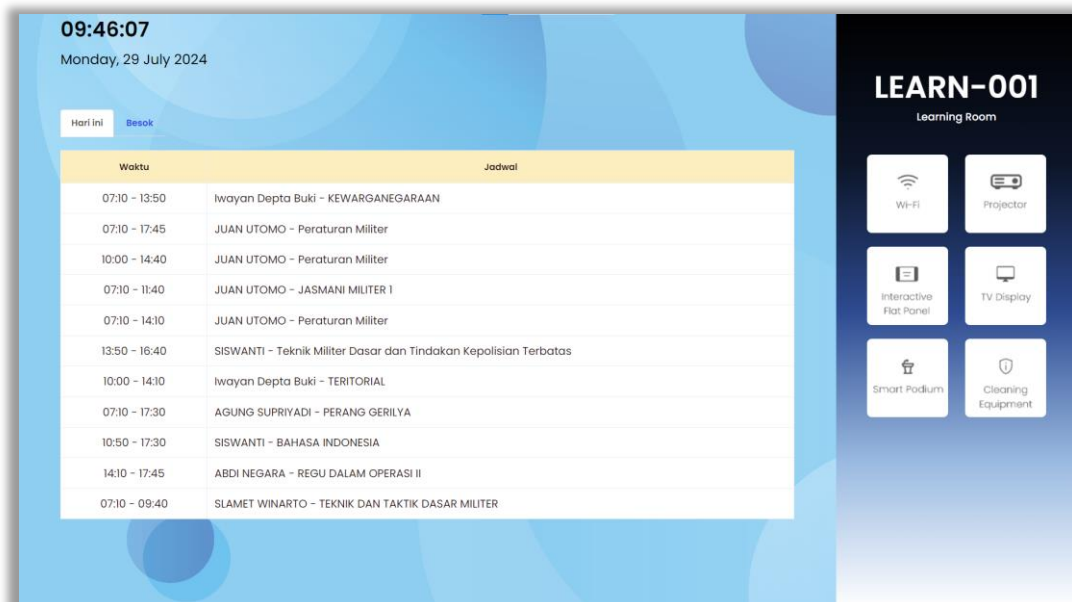 09:46:07
Monday, 29 July 2024
Hari ini Besok
Waktu Jadwal
07:10 - 13:50 Iwayan Depta Buki - KEWARGANEGARAAN
07:10 - 17:45 JUAN UTOMO - Peraturan Militer
10:00 - 14:40 JUAN UTOMO - Peraturan Militer
07:10 - 11:40 JUAN UTOMO - JASMANI MILITER 1
07:10 - 14:10 JUAN UTOMO - Peraturan Militer
13:50 - 16:40 SISWANTI - Teknik Militer Dasar dan Tindakan Kepolisian Terbatas
10:00 - 14:10 Iwayan Depta Buki - TERITORIAL
07:10 - 17:30 AGUNG SUPRIYADI - PERANG GERILYA
10:50 - 17:30 SISWANTI - BAHASA INDONESIA
14:10 - 17:45 ABDI NEGARA - REGU DALAM OPERASI II
07:10 - 09:40 SLAMET WINARTO - TEKNIK DAN TAKTIK DASAR MILITER
LEARN-001
Learning Room
Wi-Fi
Projector
Interactive
Flat Panel
TV Display
Smart Podium
Cleaning
Equipment